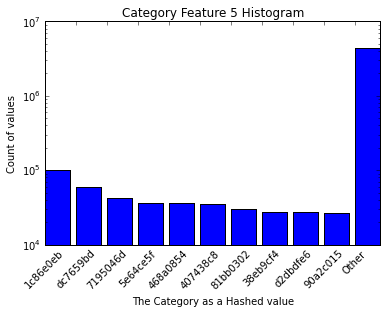 Category Feature 5 Histogram
10^7
10^6
10^5
10^4
Count of values
1c86e0eb
dc7659bd
7195046d
5e64ce5f
468a0854
407438c8
81bb0302
38eb9cf4
d2dbdfe6
90a2c015
Other
The Category as a Hashed value